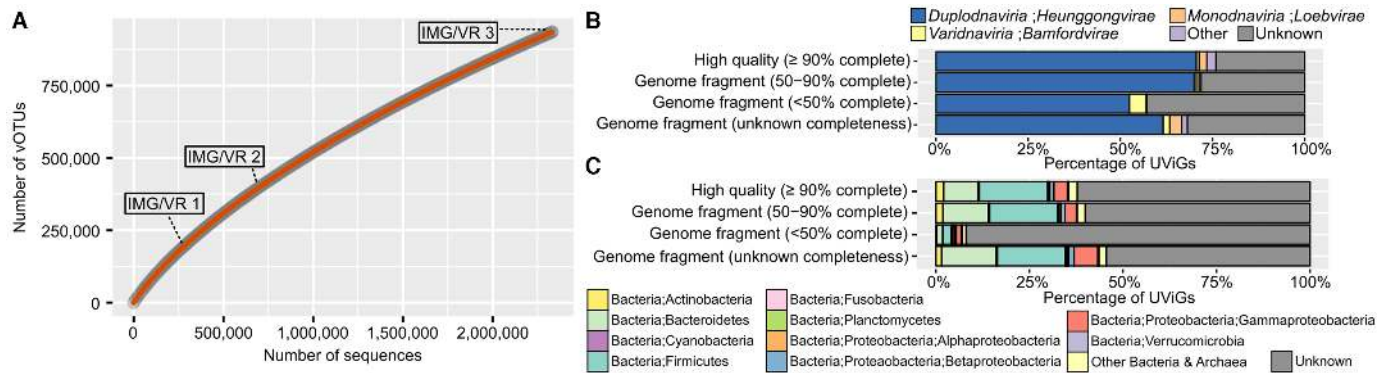 A
IMG/VR 3
IMG/VR 2
IMG/VR 1
Number of vOTUs
750,000
500,000
250,000
0
0 500,000 1,000,000 1,500,000 2,000,000
Number of sequences
B
Duplodnaviria ;Heunggongvirae
Monodnaviria ;Loebvirae
Varidnaviria ;Bamfordvirae
Other
Unknown
High quality (≥ 90% complete)
Genome fragment (50−90% complete)
Genome fragment (<50% complete)
Genome fragment (unknown completeness)
0% 25% 50% 75% 100%
Percentage of UViGs
C
High quality (≥ 90% complete)
Genome fragment (50−90% complete)
Genome fragment (<50% complete)
Genome fragment (unknown completeness)
0% 25% 50% 75% 100%
Percentage of UViGs
Bacteria;Actinobacteria
Bacteria;Bacteroidetes
Bacteria;Cyanobacteria
Bacteria;Firmicutes
Bacteria;Fusobacteria
Bacteria;Planctomycetes
Bacteria;Proteobacteria;Alphaproteobacteria
Bacteria;Proteaobacteria;Betaproteobacteria
Bacteria;Proteobacteria;Gammaproteobacteria
Bacteria;Verrucomicrobia
Other Bacteria & Archaea
Unknown